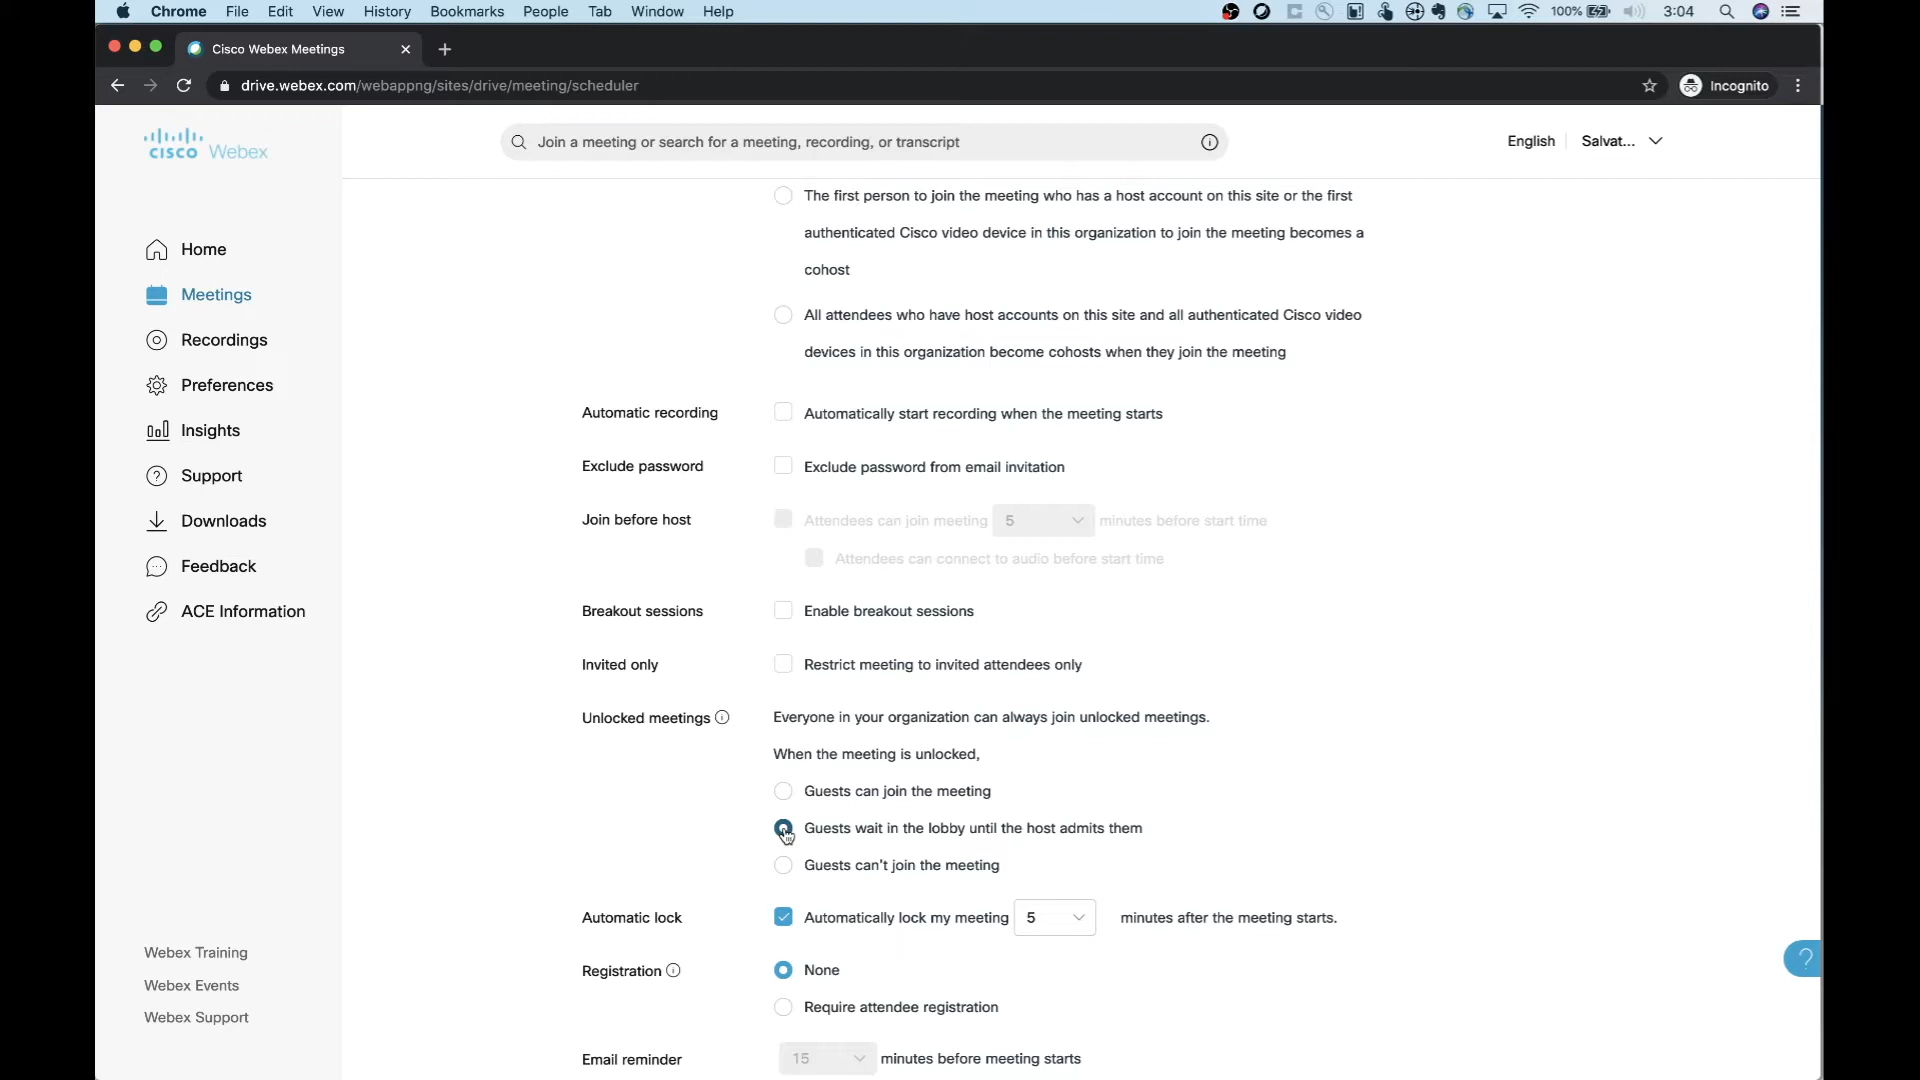 Chrome File Edit View History Bookmarks People Tab Window Help 100% 3:04
Cisco Webex Meetings
drive.webex.com/webappng/sites/drive/meeting/scheduler Incognito
CISCO Webex
Join a meeting or search for a meeting, recording, or transcript
English Salvat...
Home
Meetings
Recordings
Preferences
Insights
Support
Downloads
Feedback
ACE Information
Webex Training
Webex Events
Webex Support
The first person to join the meeting who has a host account on this site or the first
authenticated Cisco video device in this organization to join the meeting becomes a
cohost
All attendees who have host accounts on this site and all authenticated Cisco video
devices in this organization become cohosts when they join the meeting
Automatic recording Automatically start recording when the meeting starts
Exclude password Exclude password from email invitation
Join before host Attendees can join meeting 5 minutes before start time
Attendees can connect to audio before start time
Breakout sessions Enable breakout sessions
Invited only Restrict meeting to invited attendees only
Unlocked meetings Everyone in your organization can always join unlocked meetings.
When the meeting is unlocked,
Guests can join the meeting
Guests wait in the lobby until the host admits them
Guests can't join the meeting
Automatic lock Automatically lock my meeting 5 minutes after the meeting starts.
Registration None
Require attendee registration
Email reminder 15 minutes before meeting starts
?